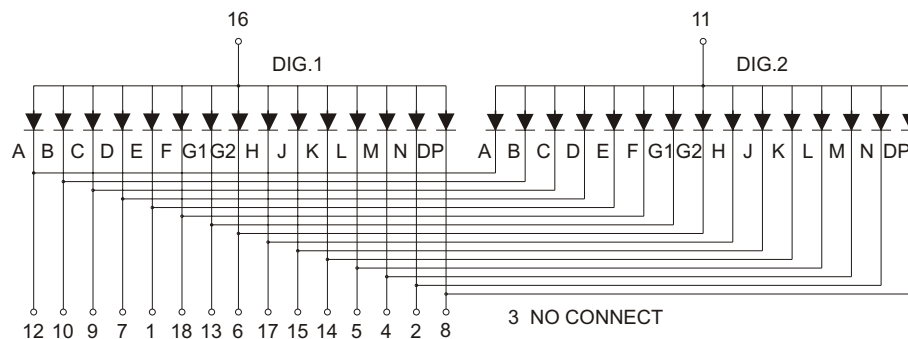 16 11
DIG.1 DIG.2
A B C D E F G1 G2 H J K L M N DP A B C D E F G1 G2 H J K L M N DP
3 NO CONNECT
12 10 9 7 1 18 13 6 17 15 14 5 4 2 8